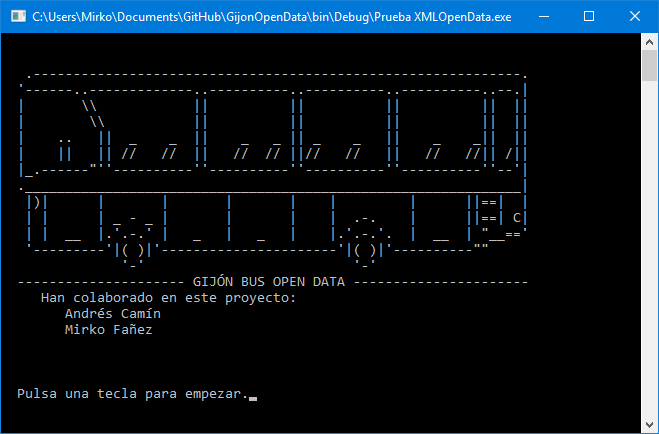 C:\Users\Mirko\Documents\GitHub\GijonOpenData\bin\Debug\Prueba XMLOpenData.exe
--------------------- GIJÓN BUS OPEN DATA ----------------------
Han colaborado en este proyecto:
Andrés Camín
Mirko Fañez
Pulsa una tecla para empezar.